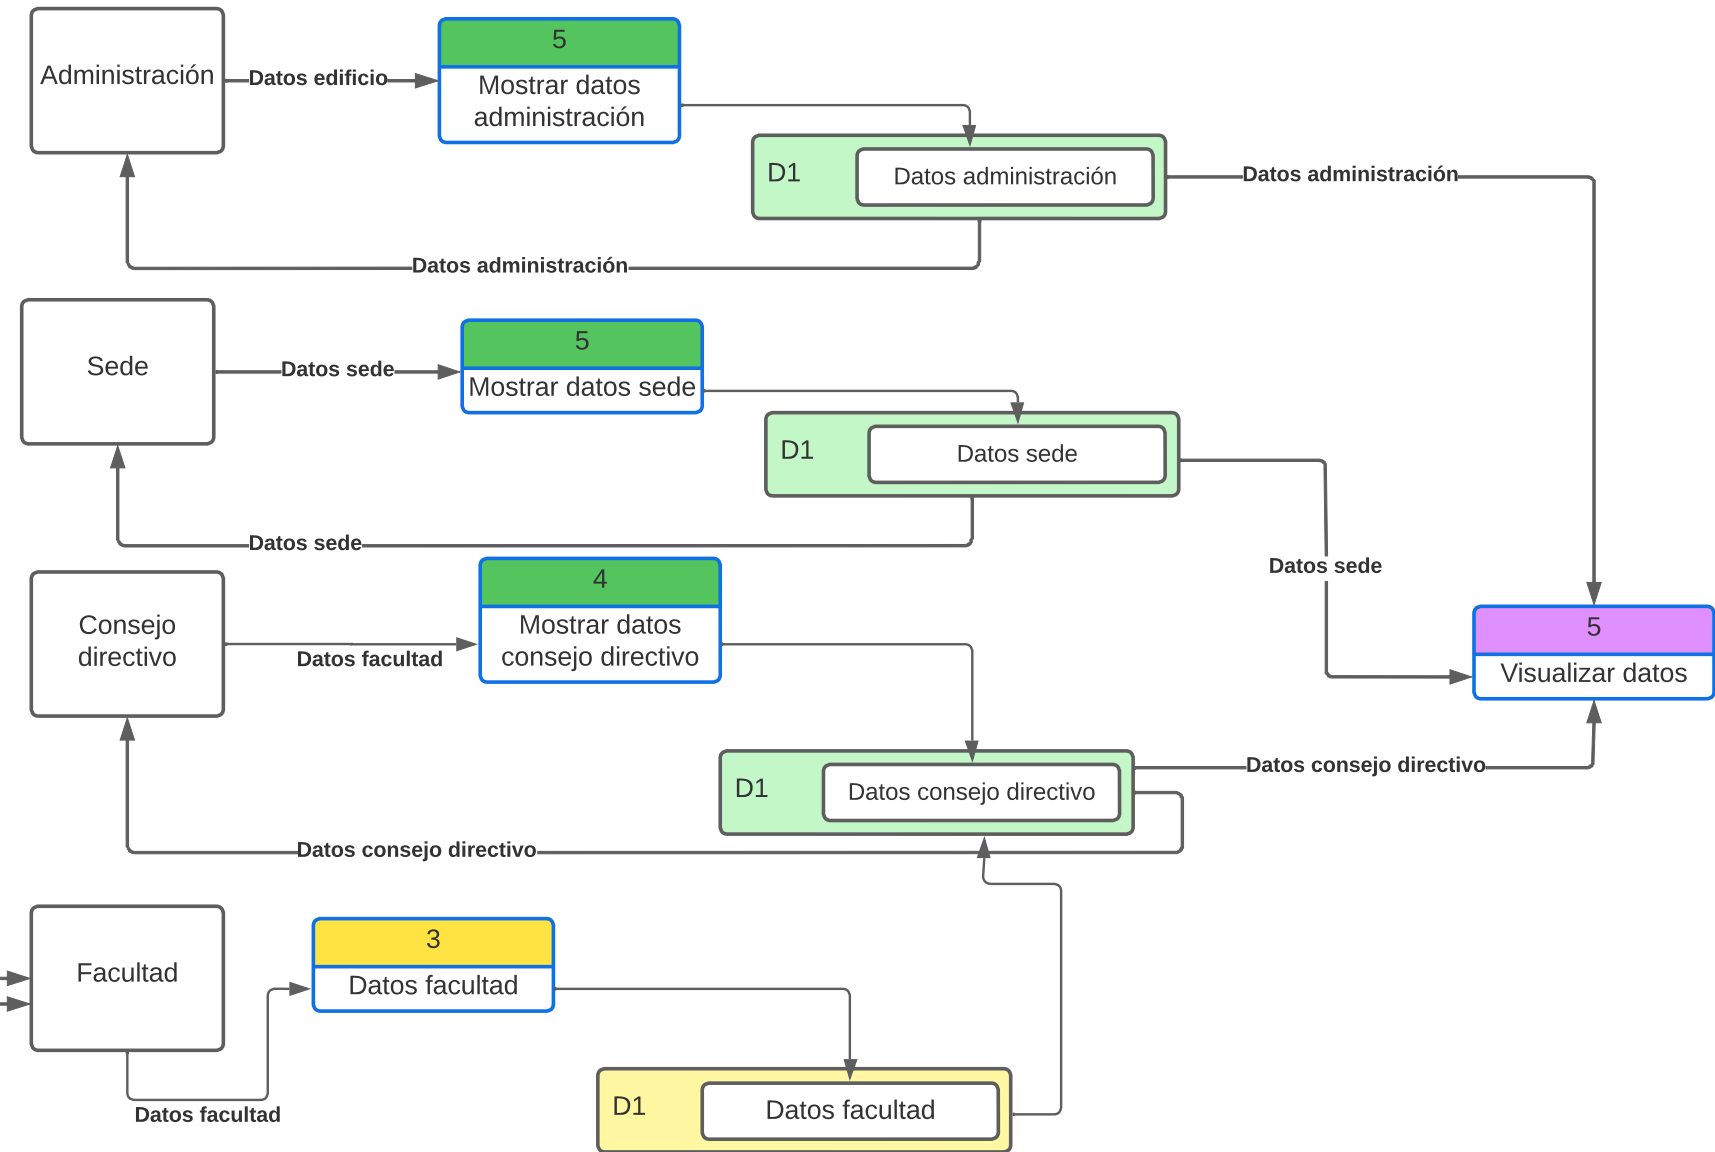 Administración
Datos edificio
5
Mostrar datos
administración
D1
Datos administración
Datos administración
Datos administración
Sede
Datos sede
5
Mostrar datos sede
D1
Datos sede
Datos sede
Datos sede
Consejo
directivo
Datos facultad
4
Mostrar datos
consejo directivo
5
Visualizar datos
D1
Datos consejo directivo
Datos consejo directivo
Datos consejo directivo
Facultad
Datos facultad
3
Datos facultad
D1
Datos facultad